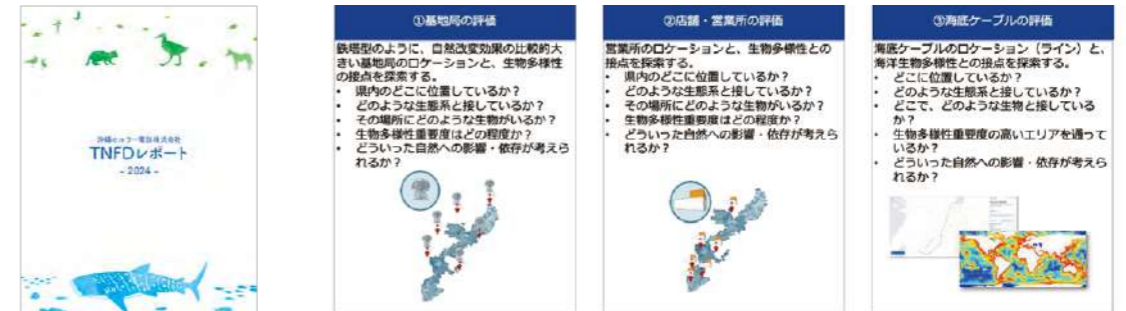 沖縄セルラー電話株式会社
TNFDレポート
- 2024 -
①基地局の評価
鉄塔型のように、自然改変効果の比較的大
きい基地局のロケーションと、生物多様性
の接点を探索する。
・ 県内のどこに位置しているか？
・ どのような生態系と接しているか？
・ その場所にどのような生物がいるか？
・ 生物多様性重要度はどの程度か？
・ どういった自然への影響・依存が考えら
れるか？
②店舗・営業所の評価
営業所のロケーションと、生物多様性との
接点を探索する。
・ 県内のどこに位置しているか？
・ どのような生態系と接しているか？
・ その場所にどのような生物がいるか？
・ 生物多様性重要度はどの程度か？
・ どういった自然への影響・依存が考えら
れるか？
③海底ケーブルの評価
海底ケーブルのロケーション（ライン）と、
海洋生物多様性との接点を探索する。
・ どこに位置しているか？
・ どのような生態系と接しているか？
・ どこで、どのような生物と接している
か？
・ 生物多様性重要度の高いエリアを通って
いるか？
・ どういった自然への影響・依存が考えら
れるか？